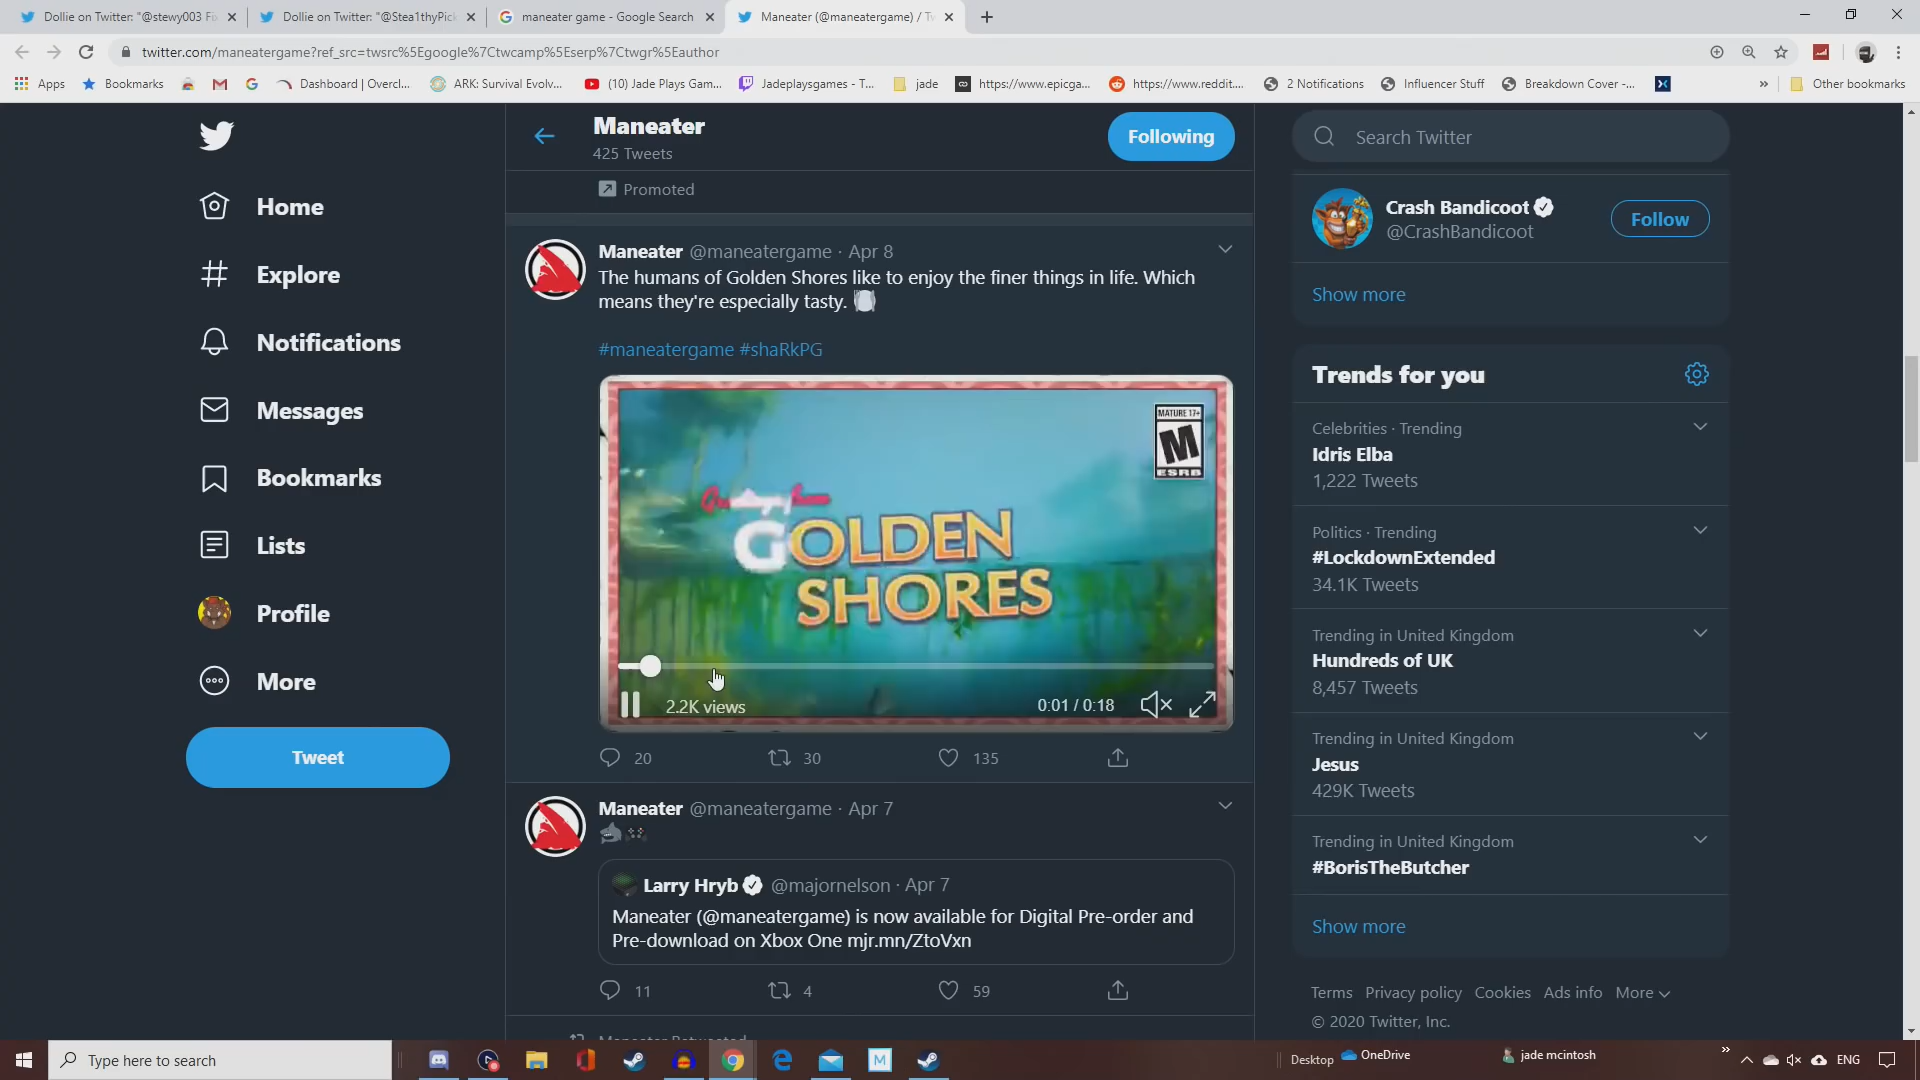 Dollie on Twitter: "@stewy003 Fi
Dollie on Twitter: "@Stea1thyPick
maneater game - Google Search
Maneater (@maneatergame) / Tw
twitter.com/maneatergame?ref_src=twsrc%5Egoogle%7Ctwcamp%5Eserp%7Ctwgr%5Eauthor
Apps
Bookmarks
Dashboard | Overcl...
ARK: Survival Evolv...
(10) Jade Plays Gam...
Jadeplaysgames - T...
jade
https://www.epicga...
https://www.reddit....
2 Notifications
Influencer Stuff
Breakdown Cover -...
»
Other bookmarks
Home
Explore
Notifications
Messages
Bookmarks
Lists
Profile
More
Tweet
Maneater
425 Tweets
Following
Promoted
Maneater @maneatergame · Apr 8
The humans of Golden Shores like to enjoy the finer things in life. Which
means they're especially tasty. 🍽
#maneatergame #shaRkPG
MATURE 17+
M
ESRB
GOLDEN
SHORES
2.2K views
0:01 / 0:18
20
30
135
Maneater @maneatergame · Apr 7
🦈🎮
Larry Hryb @majornelson · Apr 7
Maneater (@maneatergame) is now available for Digital Pre-order and
Pre-download on Xbox One mjr.mn/ZtoVxn
11
4
59
Maneater Retweeted
Search Twitter
Crash Bandicoot
@CrashBandicoot
Follow
Show more
Trends for you
Celebrities · Trending
Idris Elba
1,222 Tweets
Politics · Trending
#LockdownExtended
34.1K Tweets
Trending in United Kingdom
Hundreds of UK
8,457 Tweets
Trending in United Kingdom
Jesus
429K Tweets
Trending in United Kingdom
#BorisTheButcher
Show more
Terms Privacy policy Cookies Ads info More
© 2020 Twitter, Inc.
Type here to search
M
Desktop
OneDrive
jade mcintosh
»
ENG